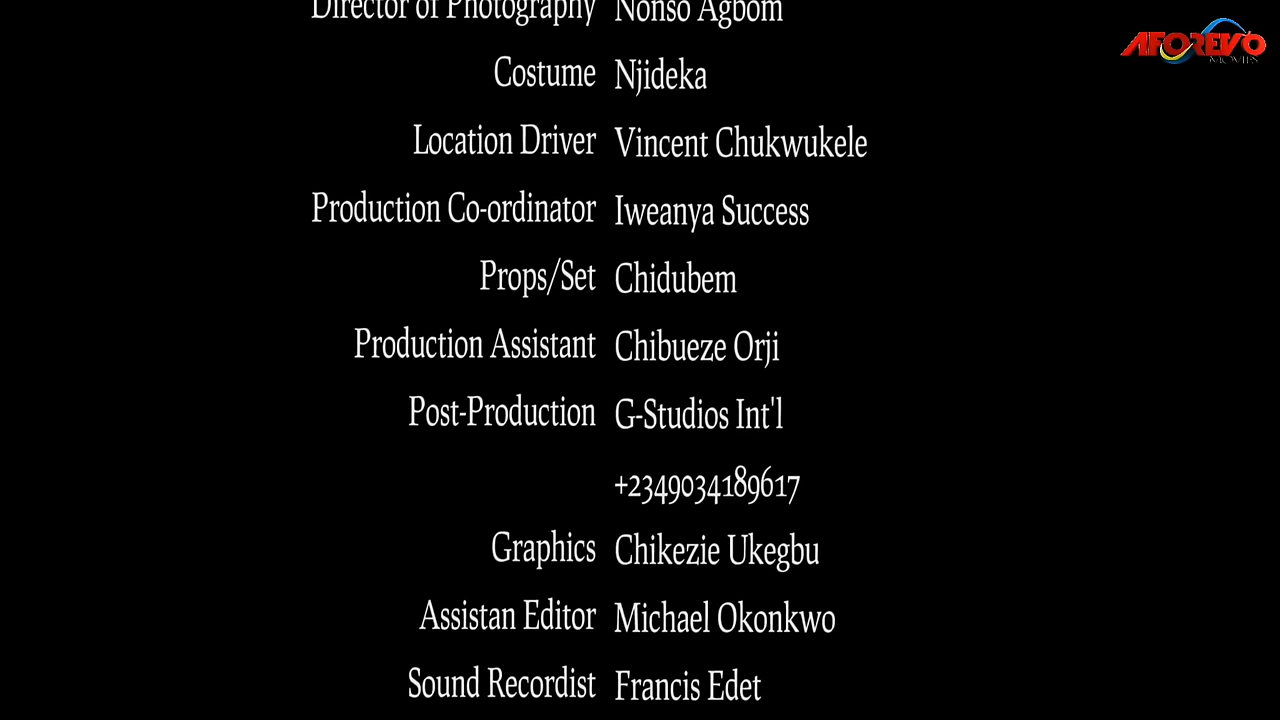 Director of Photography Nonso Agbom
Costume Njideka
Location Driver Vincent Chukwukele
Production Co-ordinator Iweanya Success
Props/Set Chidubem
Production Assistant Chibueze Orji
Post-Production G-Studios Int'l
+2349034189617
Graphics Chikezie Ukegbu
Assistan Editor Michael Okonkwo
Sound Recordist Francis Edet
AFOREVO
MOVIES